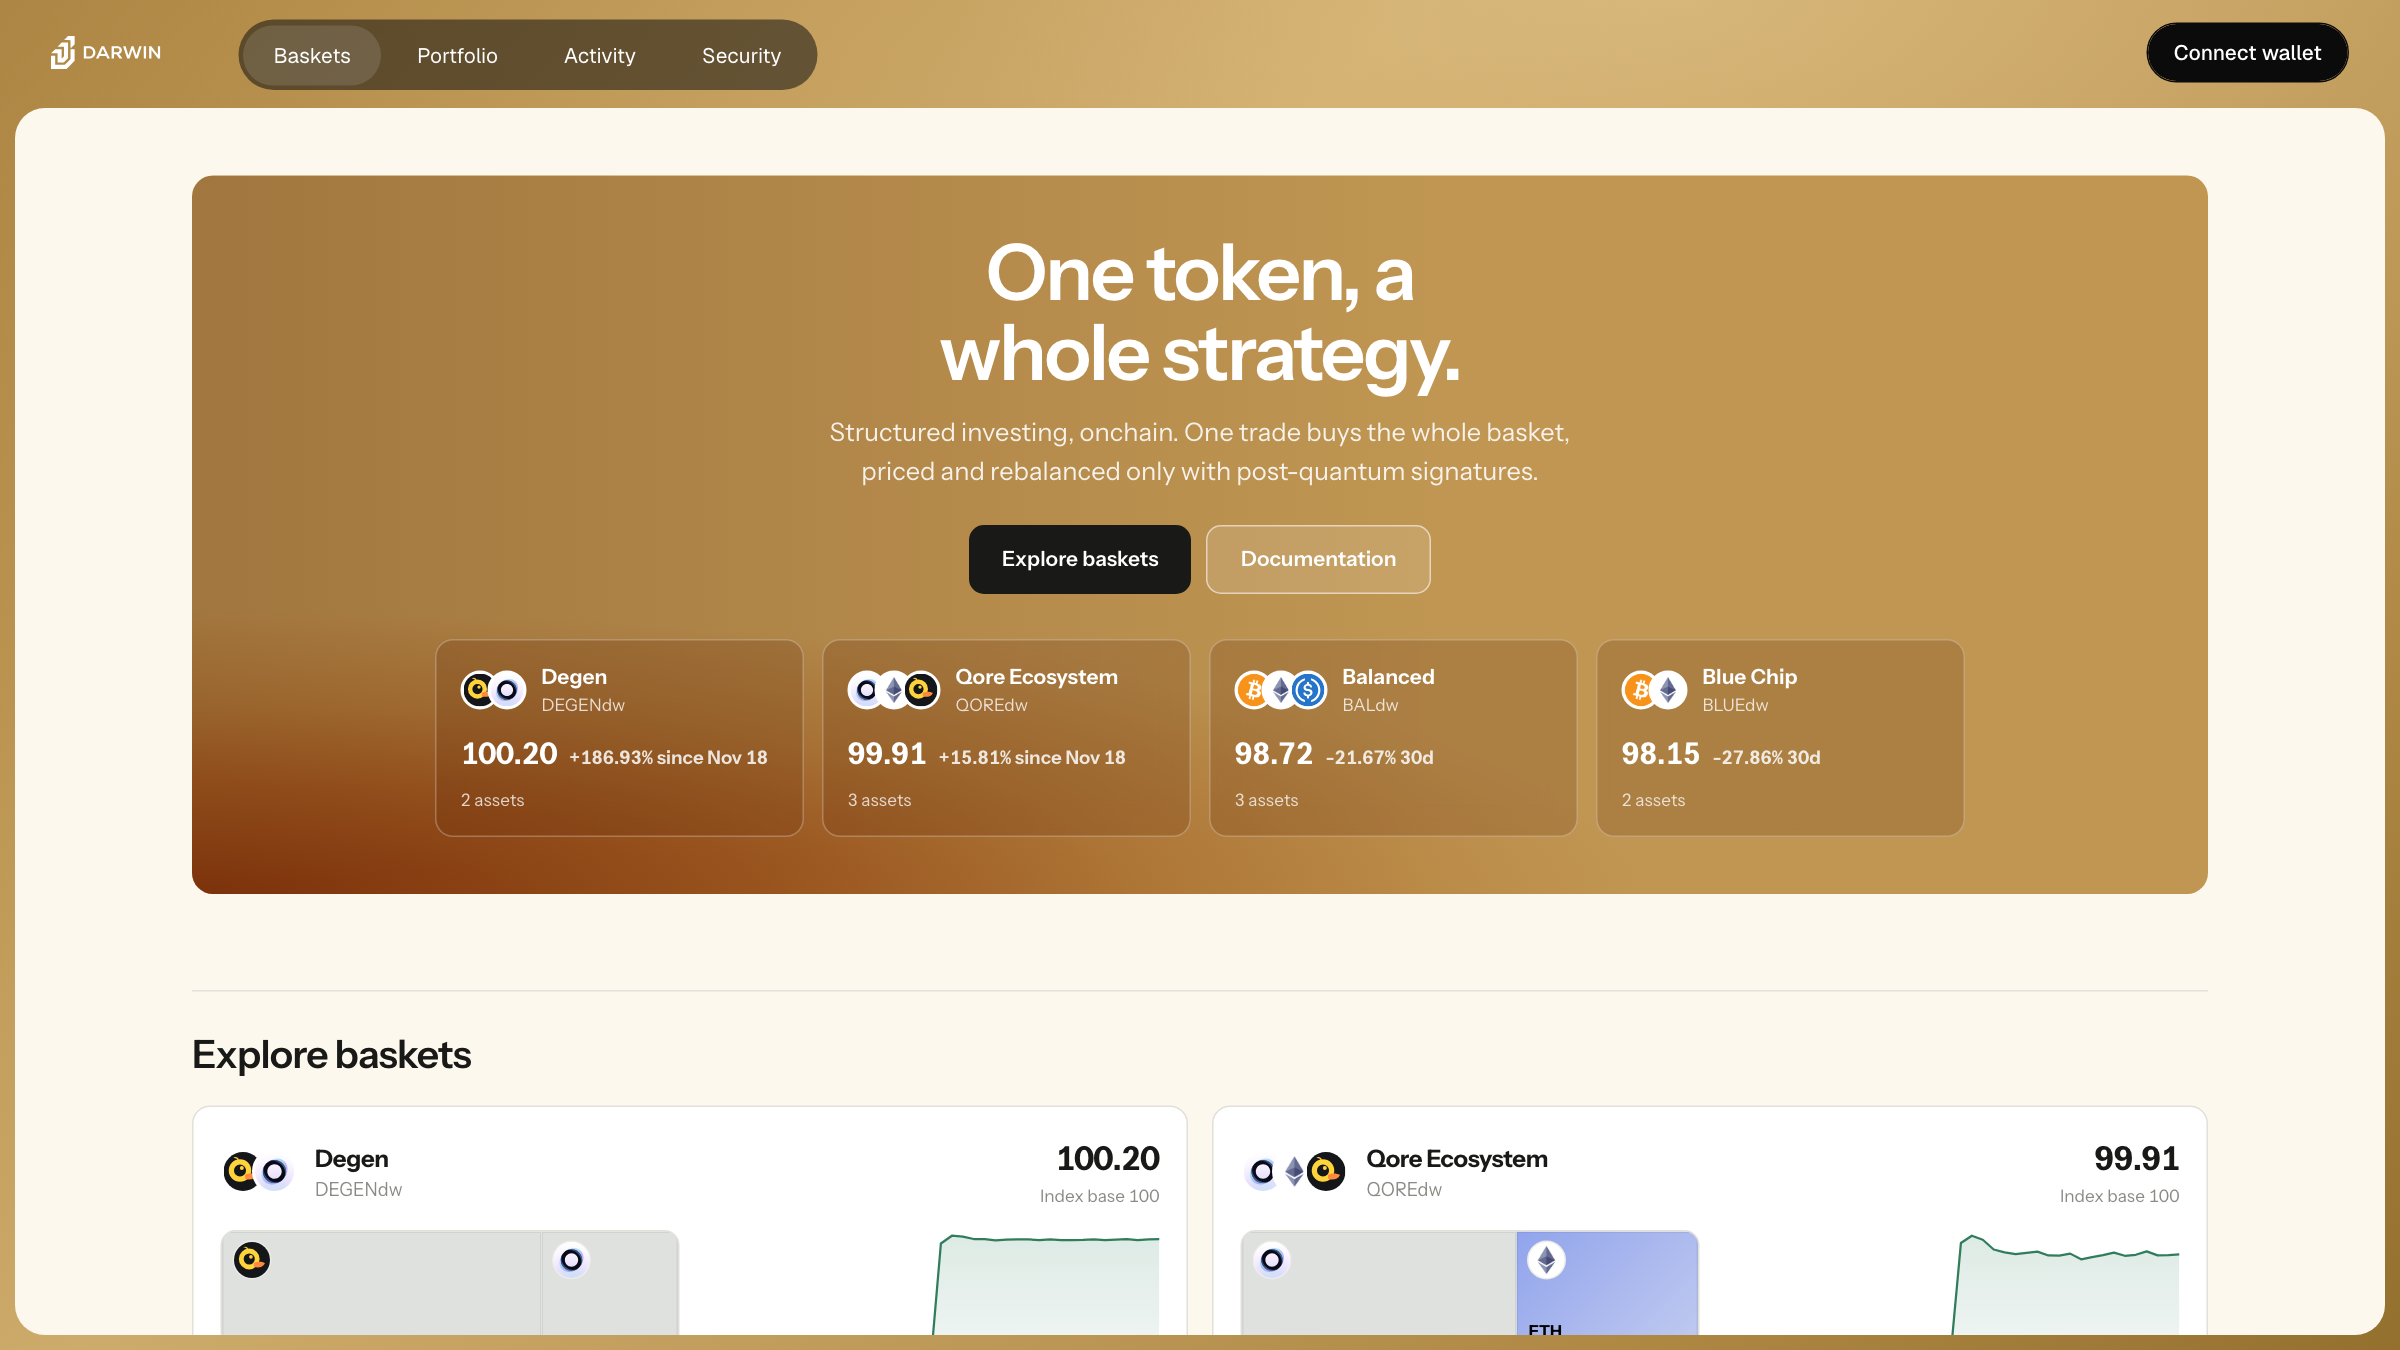 DARWIN
Baskets
Portfolio
Activity
Security
Connect wallet
One token, a
whole strategy.
Structured investing, onchain. One trade buys the whole basket,
priced and rebalanced only with post-quantum signatures.
Explore baskets
Documentation
Degen
DEGENdw
100.20 +186.93% since Nov 18
2 assets
Qore Ecosystem
QOREdw
99.91 +15.81% since Nov 18
3 assets
Balanced
BALdw
98.72 -21.67% 30d
3 assets
Blue Chip
BLUEdw
98.15 -27.86% 30d
2 assets
Explore baskets
Degen
DEGENdw
100.20
Index base 100
Qore Ecosystem
QOREdw
99.91
Index base 100
ETH